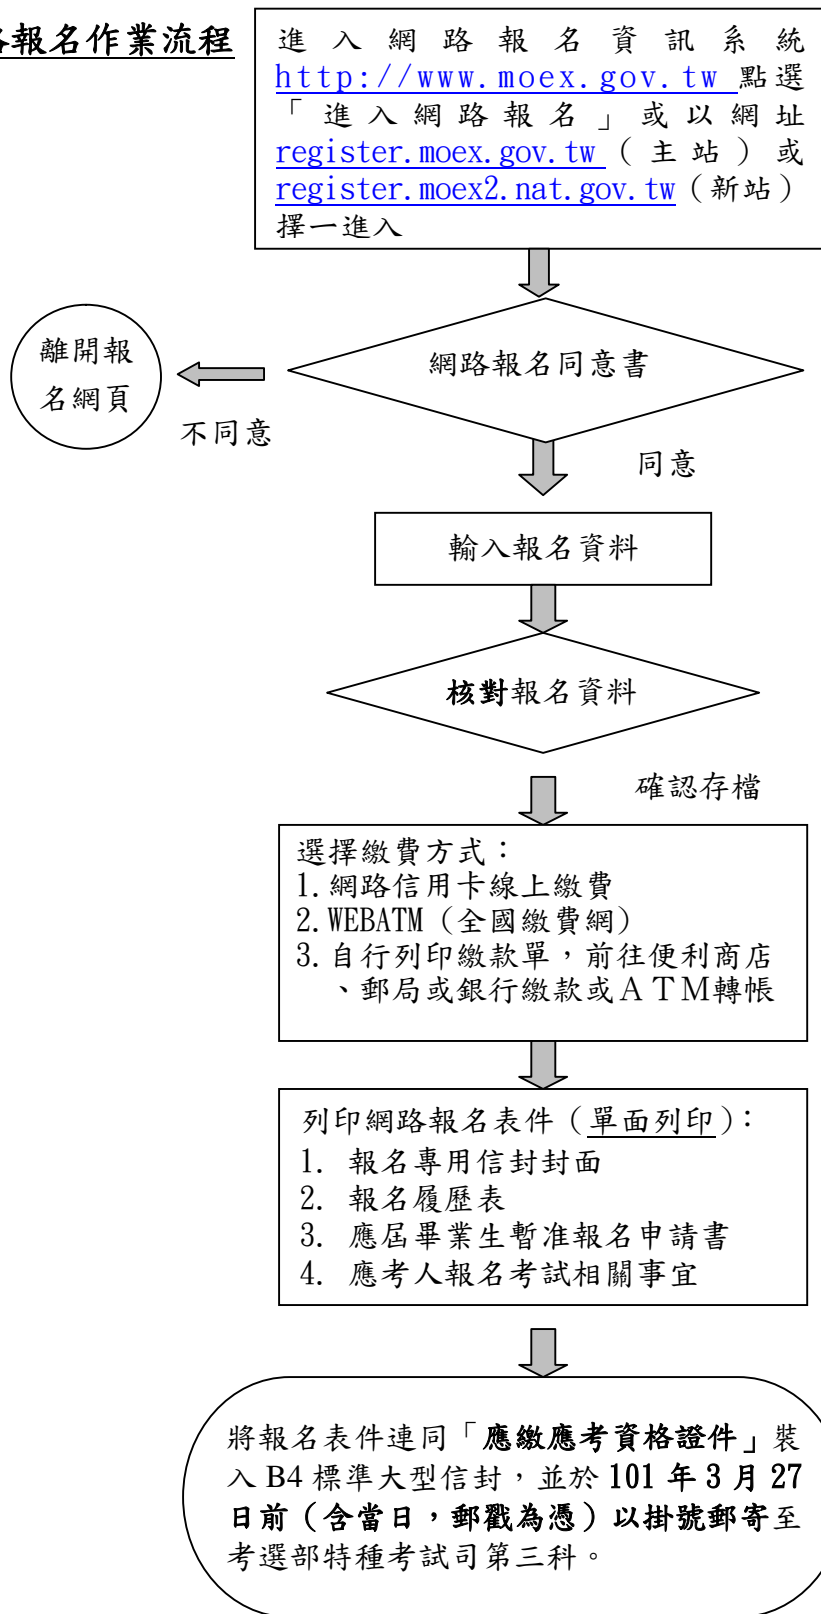 路報名作業流程
進入網路報名資訊系統
http://www.moex.gov.tw 點選
「進入網路報名」或以網址
register.moex.gov.tw（主站）或
register.moex2.nat.gov.tw（新站）
擇一進入
網路報名同意書
離開報
名網頁
不同意
同意
輸入報名資料
核對報名資料
確認存檔
選擇繳費方式：
1.網路信用卡線上繳費
2.WEBATM（全國繳費網）
3.自行列印繳款單，前往便利商店
、郵局或銀行繳款或ＡＴＭ轉帳
列印網路報名表件（單面列印）：
1. 報名專用信封封面
2. 報名履歷表
3. 應屆畢業生暫准報名申請書
4. 應考人報名考試相關事宜
將報名表件連同「應繳應考資格證件」裝
入 B4 標準大型信封，並於 101 年 3 月 27
日前（含當日，郵戳為憑）以掛號郵寄至
考選部特種考試司第三科。